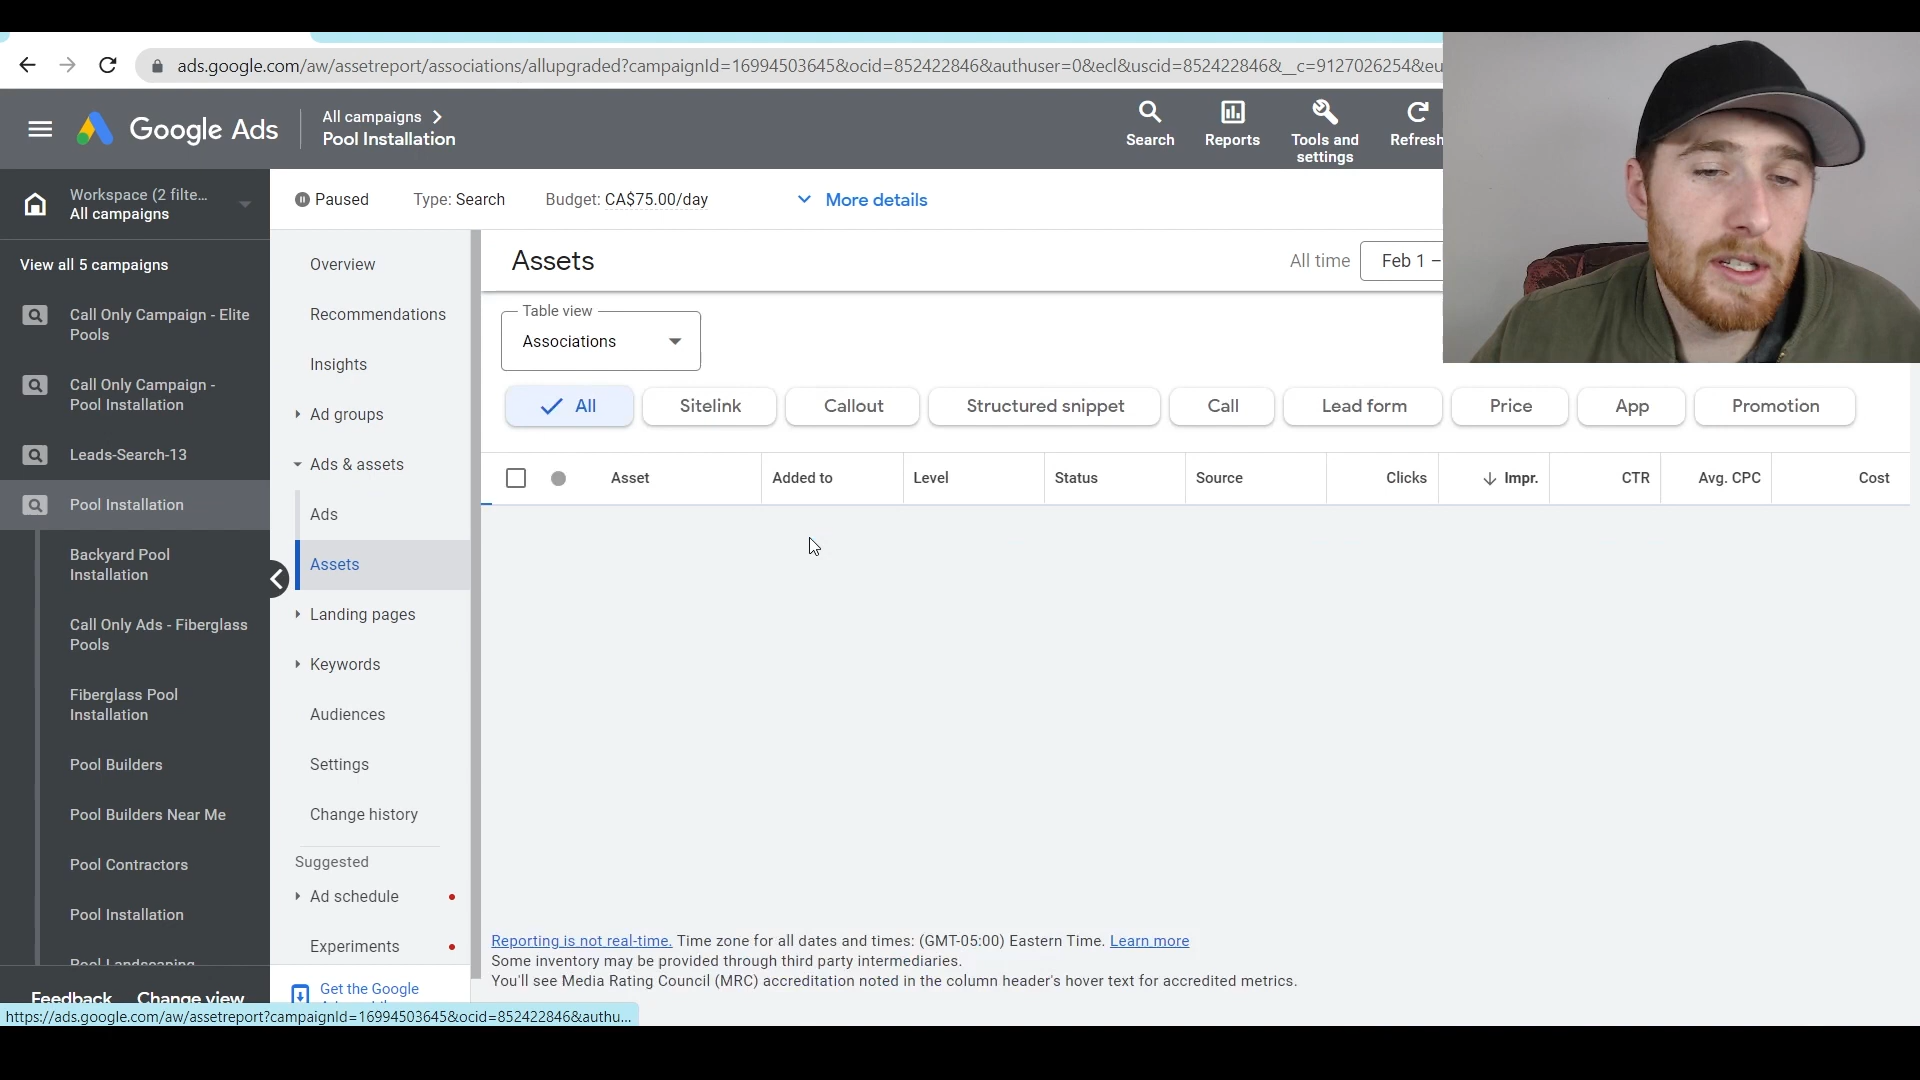 ads.google.com/aw/assetreport/associations/allupgraded?campaignId=16994503645&ocid=852422846&authuser=0&ecl&uscid=852422846&__c=9127026254&eu
Google Ads
All campaigns
Pool Installation
Search
Reports
Tools and
settings
Refresh
Workspace (2 filte...
All campaigns
Paused
Type: Search
Budget: CA$75.00/day
More details
View all 5 campaigns
Call Only Campaign - Elite
Pools
Call Only Campaign -
Pool Installation
Leads-Search-13
Pool Installation
Backyard Pool
Installation
Call Only Ads - Fiberglass
Pools
Fiberglass Pool
Installation
Pool Builders
Pool Builders Near Me
Pool Contractors
Pool Installation
Pool Landscaping
Feedback
Change view
Overview
Recommendations
Insights
Ad groups
Ads & assets
Ads
Assets
Landing pages
Keywords
Audiences
Settings
Change history
Suggested
Ad schedule
Experiments
Get the Google
Assets
All time
Feb 1 –
Table view
Associations
All
Sitelink
Callout
Structured snippet
Call
Lead form
Price
App
Promotion
Asset
Added to
Level
Status
Source
Clicks
Impr.
CTR
Avg. CPC
Cost
Reporting is not real-time. Time zone for all dates and times: (GMT-05:00) Eastern Time. Learn more
Some inventory may be provided through third party intermediaries.
You'll see Media Rating Council (MRC) accreditation noted in the column header's hover text for accredited metrics.
https://ads.google.com/aw/assetreport?campaignId=16994503645&ocid=852422846&authu...